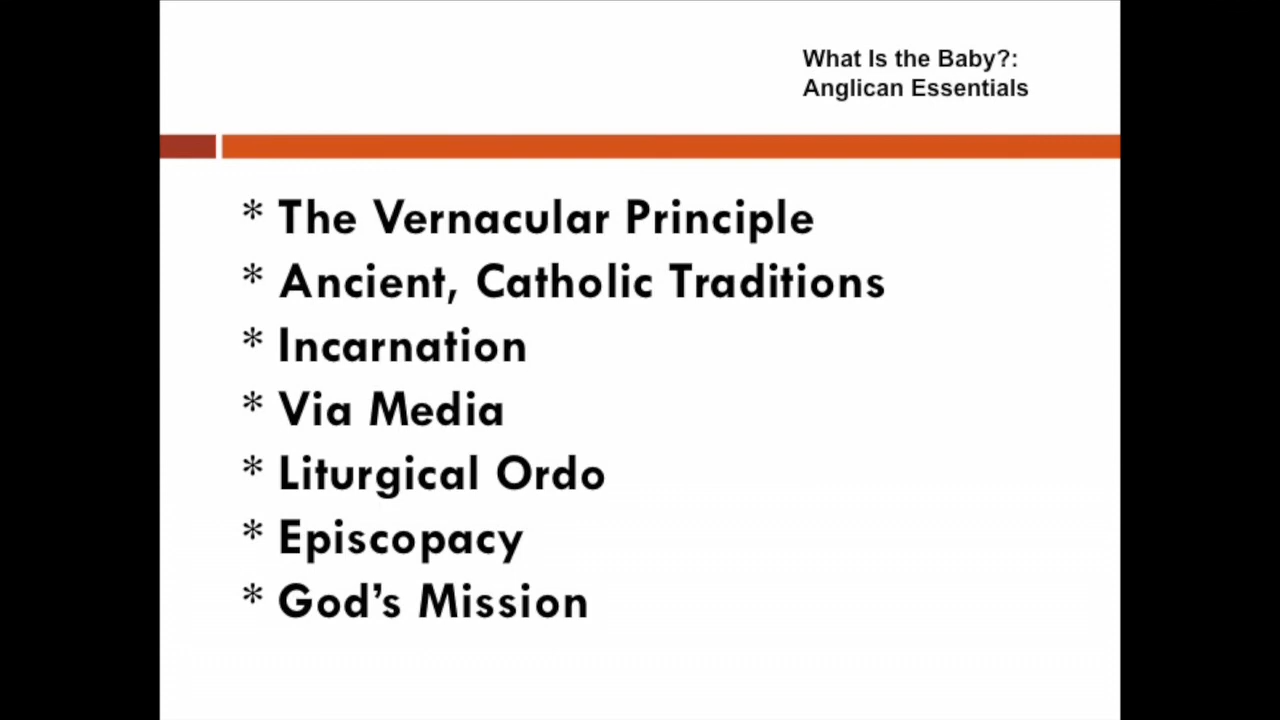 What Is the Baby?:
Anglican Essentials
* The Vernacular Principle
* Ancient, Catholic Traditions
* Incarnation
* Via Media
* Liturgical Ordo
* Episcopacy
* God’s Mission